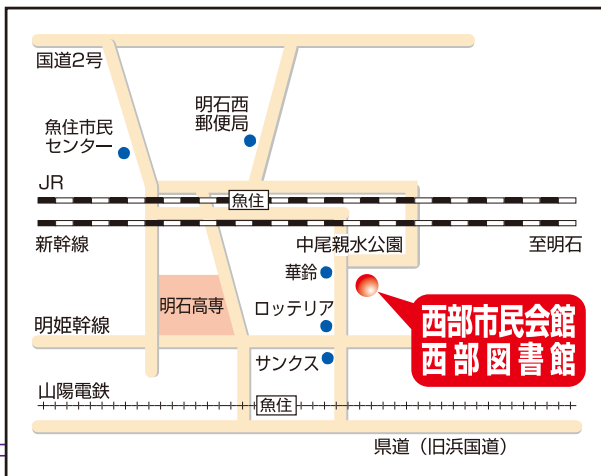 国道2号
明石西
郵便局
魚住市民
センター
JR
魚住
新幹線
中尾親水公園
至明石
華鈴
明石高専
ロッテリア
西部市民会館
西部図書館
明姫幹線
サンクス
山陽電鉄
魚住
県道（旧浜国道）